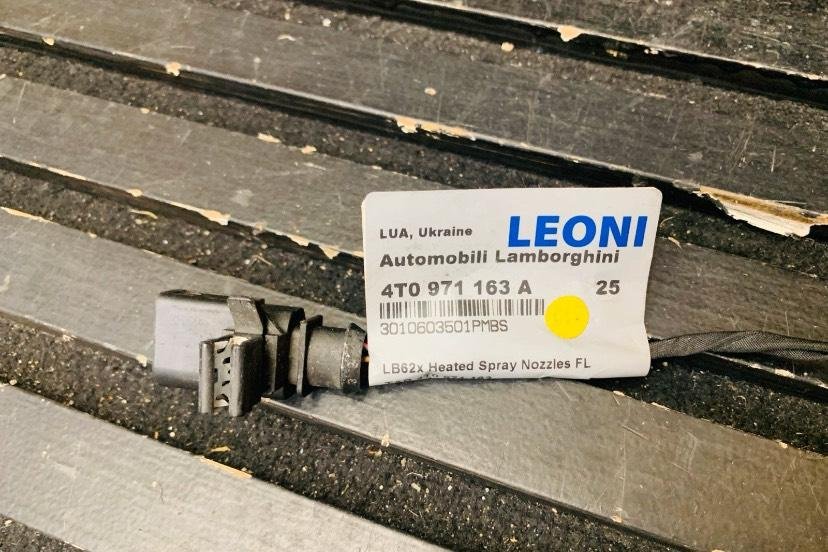 LUA, Ukraine LEONI
Automobili Lamborghini
4T0 971 163 A 25
3010603501PMBS
LB62x Heated Spray Nozzles FL